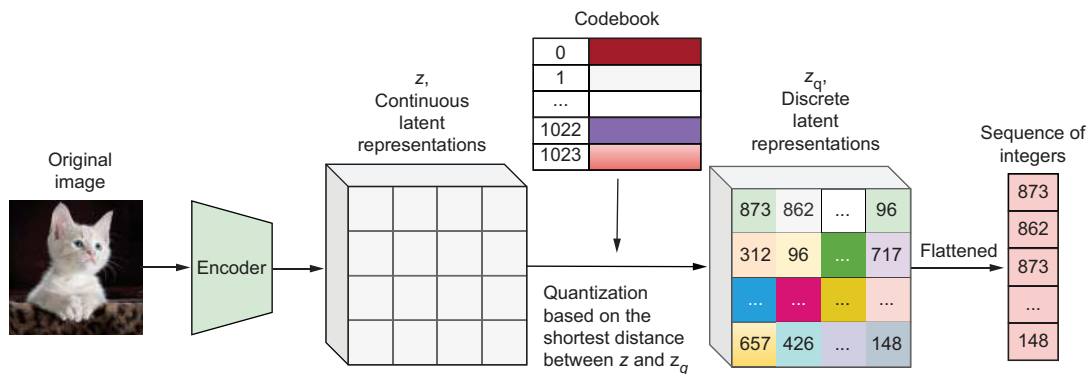 Codebook
0
1
...
1022
1023
z,
Continuous
latent
representations
zq,
Discrete
latent
representations
Sequence of
integers
Original
image
Encoder
873 862 ... 96
312 96 ... 717
... ... ... ...
657 426 ... 148
Quantization
based on the
shortest distance
between z and zq
Flattened
873
862
873
...
148